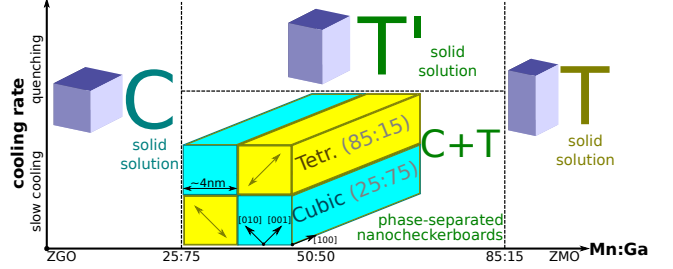 cooling rate
quenching
slow cooling
C
solid
solution
T'
solid
solution
T
solid
solution
C+T
Tetr. (85:15)
Cubic (25:75)
~4nm
[010]
[001]
[100]
phase-separated
nanocheckerboards
ZGO
25:75
50:50
85:15
ZMO
Mn:Ga